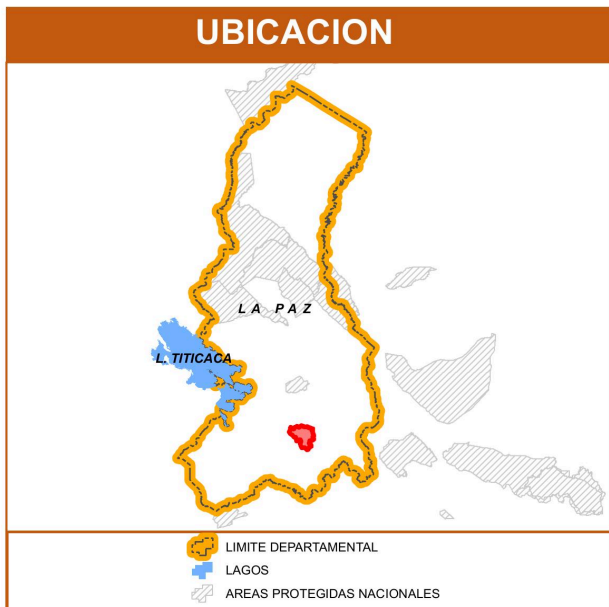 UBICACION
LA PAZ
L. TITICACA
LIMITE DEPARTAMENTAL
LAGOS
AREAS PROTEGIDAS NACIONALES